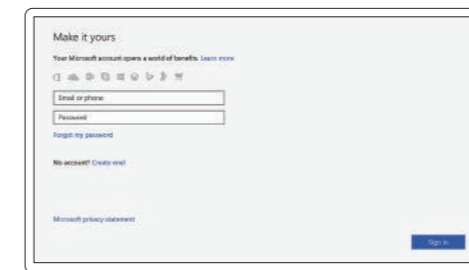 Make it yours
Your Microsoft account opens a world of benefits. Learn more
Email or phone
Password
Forgot my password
No account? Create one!
Microsoft privacy statement
Sign in